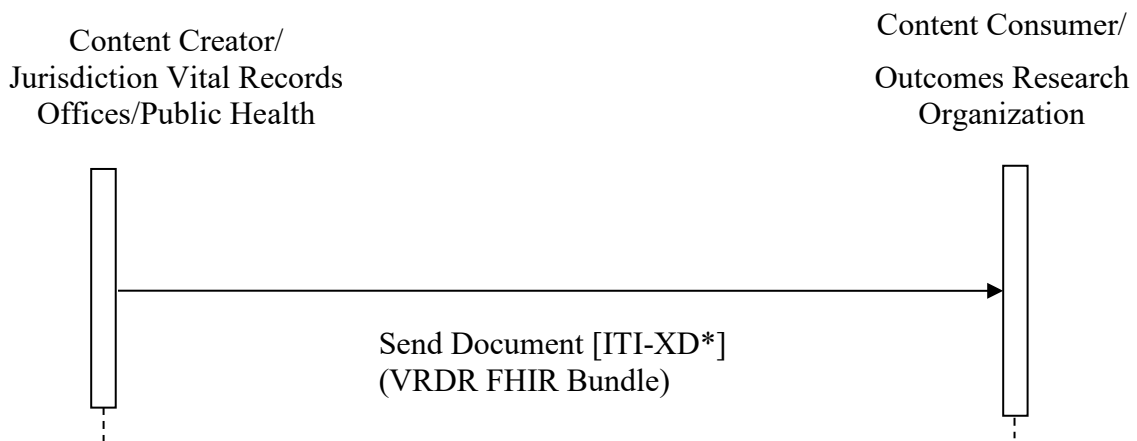 Content Creator/
Jurisdiction Vital Records
Offices/Public Health
Content Consumer/
Outcomes Research
Organization
Send Document [ITI-XD*]
(VRDR FHIR Bundle)